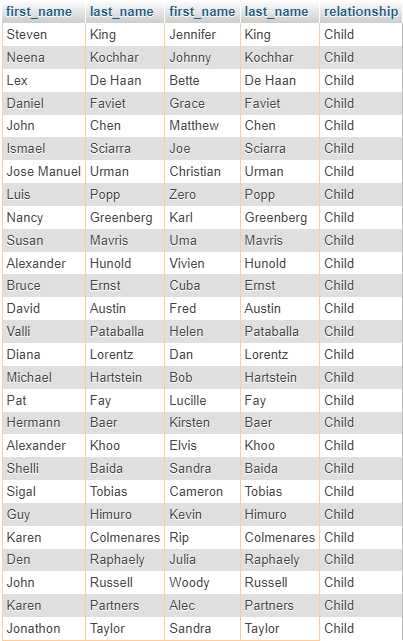 first_name last_name first_name last_name relationship
Steven King Jennifer King Child
Neena Kochhar Johnny Kochhar Child
Lex De Haan Bette De Haan Child
Daniel Faviet Grace Faviet Child
John Chen Matthew Chen Child
Ismael Sciarra Joe Sciarra Child
Jose Manuel Urman Christian Urman Child
Luis Popp Zero Popp Child
Nancy Greenberg Karl Greenberg Child
Susan Mavris Uma Mavris Child
Alexander Hunold Vivien Hunold Child
Bruce Ernst Cuba Ernst Child
David Austin Fred Austin Child
Valli Pataballa Helen Pataballa Child
Diana Lorentz Dan Lorentz Child
Michael Hartstein Bob Hartstein Child
Pat Fay Lucille Fay Child
Hermann Baer Kirsten Baer Child
Alexander Khoo Elvis Khoo Child
Shelli Baida Sandra Baida Child
Sigal Tobias Cameron Tobias Child
Guy Himuro Kevin Himuro Child
Karen Colmenares Rip Colmenares Child
Den Raphaely Julia Raphaely Child
John Russell Woody Russell Child
Karen Partners Alec Partners Child
Jonathon Taylor Sandra Taylor Child